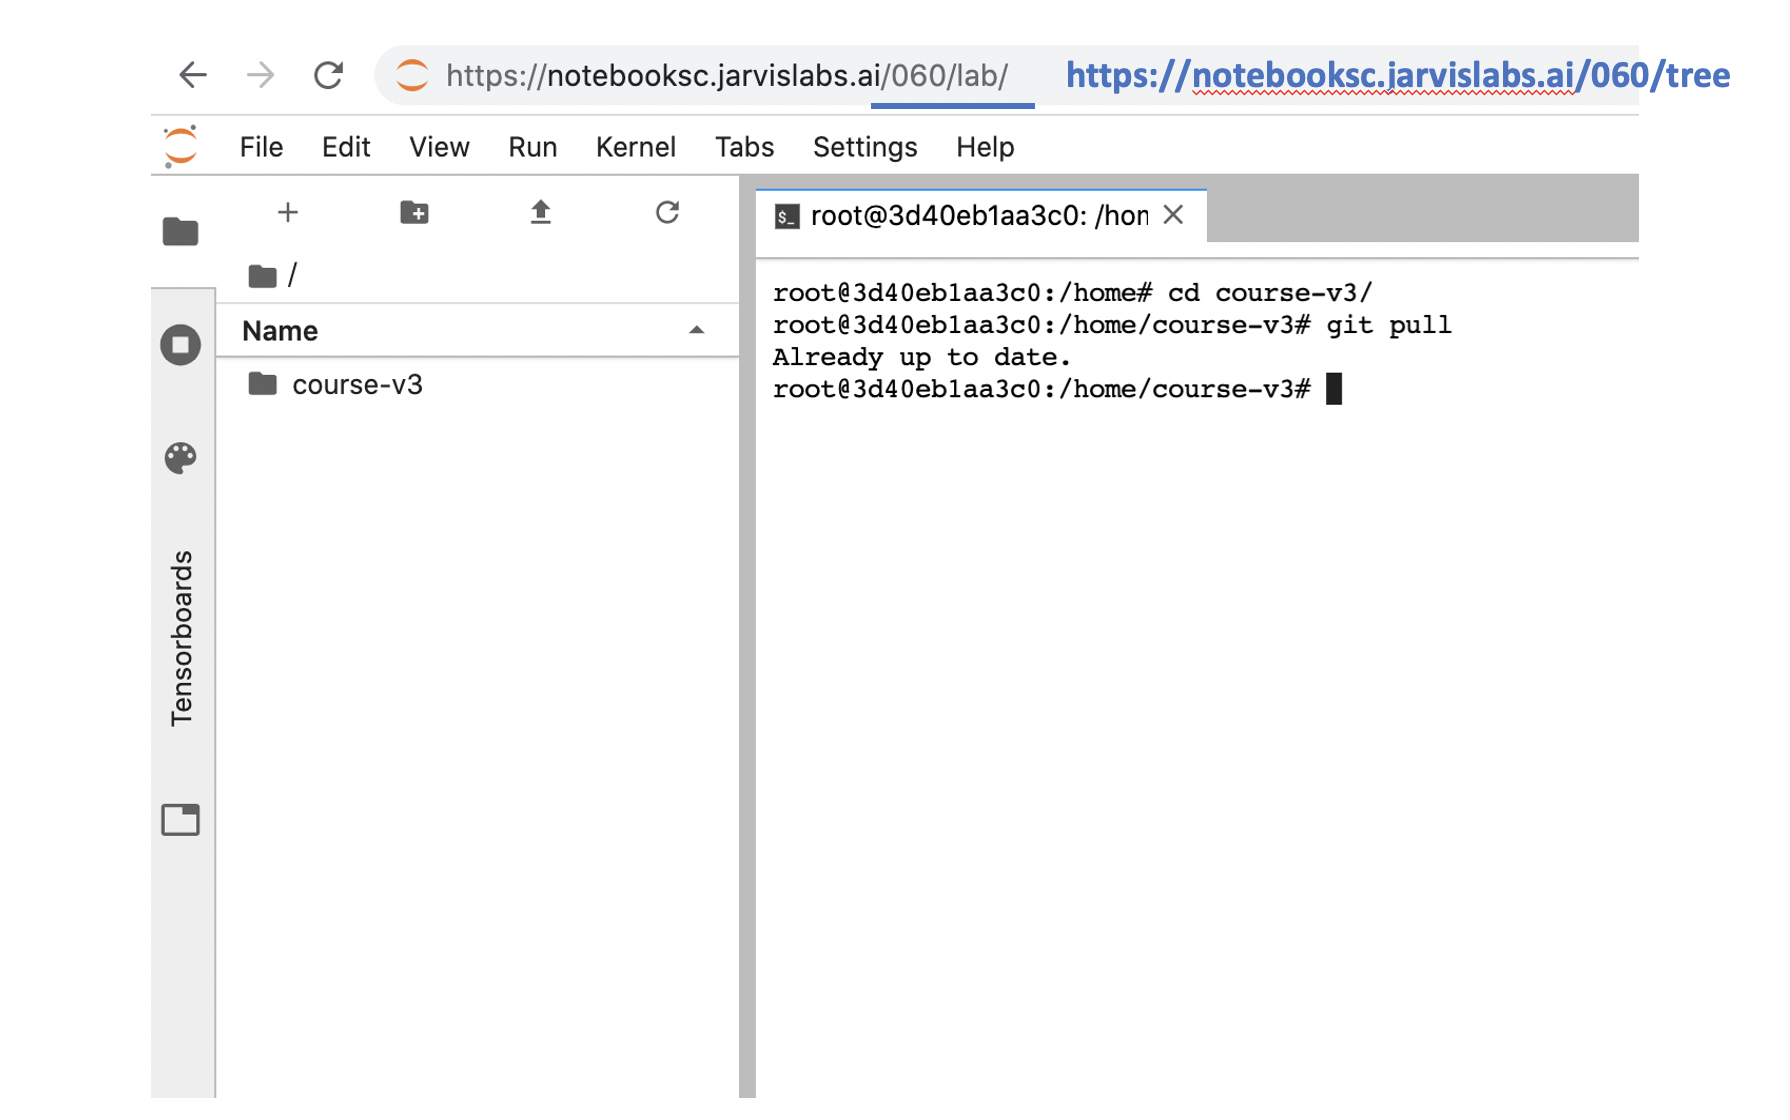 https://notebooksc.jarvislabs.ai/060/lab/ https://notebooksc.jarvislabs.ai/060/tree
File Edit View Run Kernel Tabs Settings Help
$_ root@3d40eb1aa3c0: /hom
/
Name
course-v3
Tensorboards
root@3d40eb1aa3c0:/home# cd course-v3/
root@3d40eb1aa3c0:/home/course-v3# git pull
Already up to date.
root@3d40eb1aa3c0:/home/course-v3#